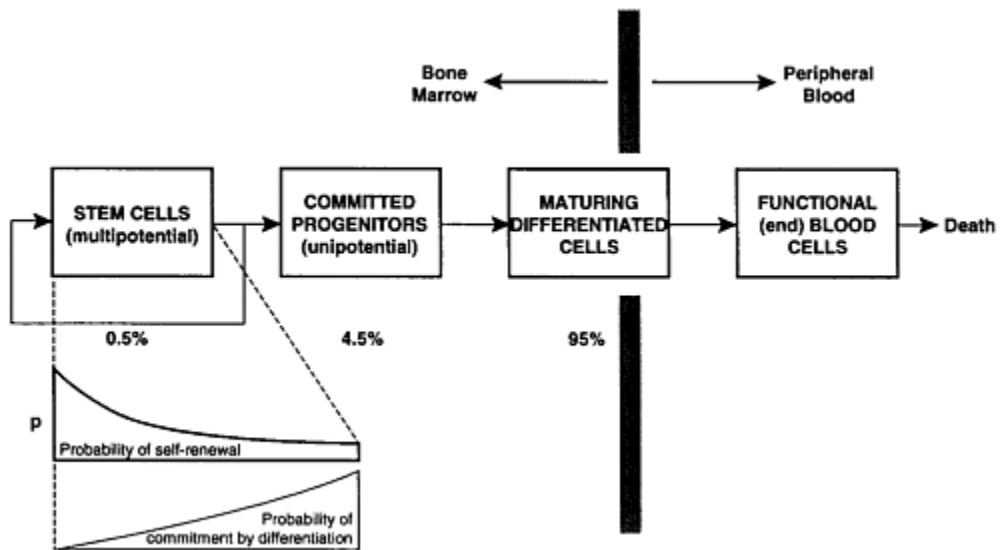 Bone
Marrow
Peripheral
Blood
STEM CELLS
(multipotential)
COMMITTED
PROGENITORS
(unipotential)
MATURING
DIFFERENTIATED
CELLS
FUNCTIONAL
(end) BLOOD
CELLS
Death
0.5%
4.5%
95%
p
Probability of self-renewal
Probability of
commitment by differentiation